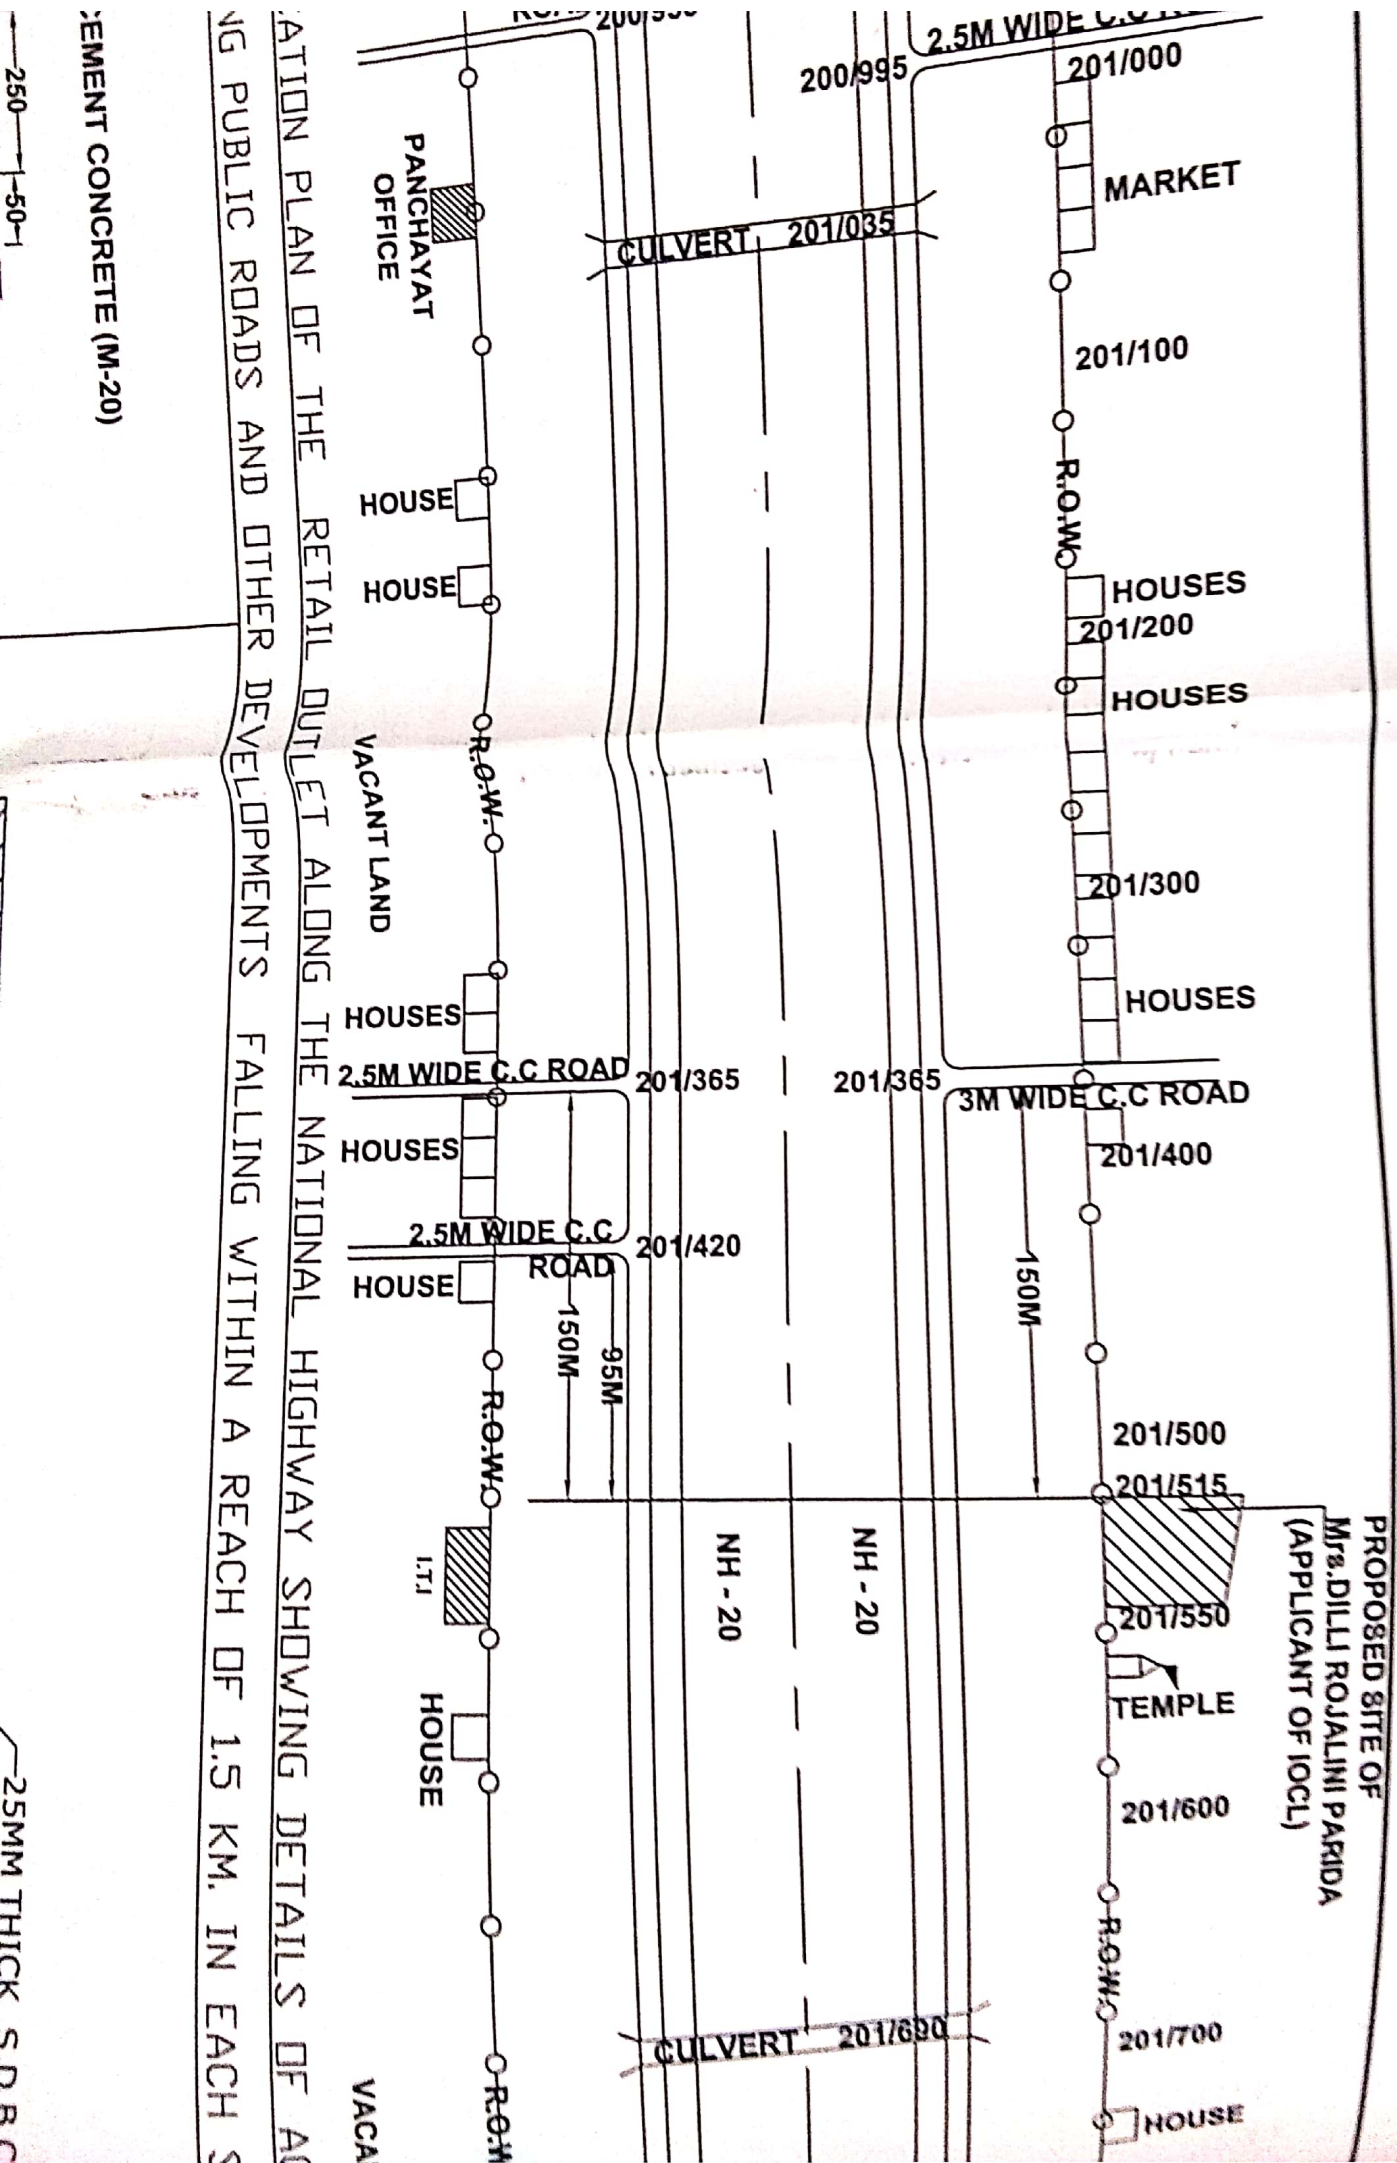 2.5M WIDE C.C
200/995
201/000
MARKET
PANCHAYAT
OFFICE
CULVERT 201/035
201/100
R.O.W.
HOUSE
HOUSES
HOUSE
201/200
HOUSES
R.O.W.
VACANT LAND
201/300
HOUSES
HOUSES
2.5M WIDE C.C ROAD
201/365
201/365
3M WIDE C.C ROAD
HOUSES
201/400
2.5M WIDE C.C
ROAD
201/420
HOUSE
150M
95M
150M
R.O.W.
201/500
201/515
PROPOSED SITE OF
Mrs.DILLI ROJALINI PARIDA
(APPLICANT OF IOCL)
NH - 20
NH - 20
I.T.I
201/550
TEMPLE
HOUSE
201/600
R.O.W.
CULVERT 201/690
201/700
R.O.W
HOUSE
PLAN OF THE RETAIL OUTLET ALONG THE NATIONAL HIGHWAY SHOWING DETAILS OF
PUBLIC ROADS AND OTHER DEVELOPMENTS FALLING WITHIN A REACH OF 1.5 KM. IN EACH
CEMENT CONCRETE (M-20)
250
50
25MM THICK S.D.B.C